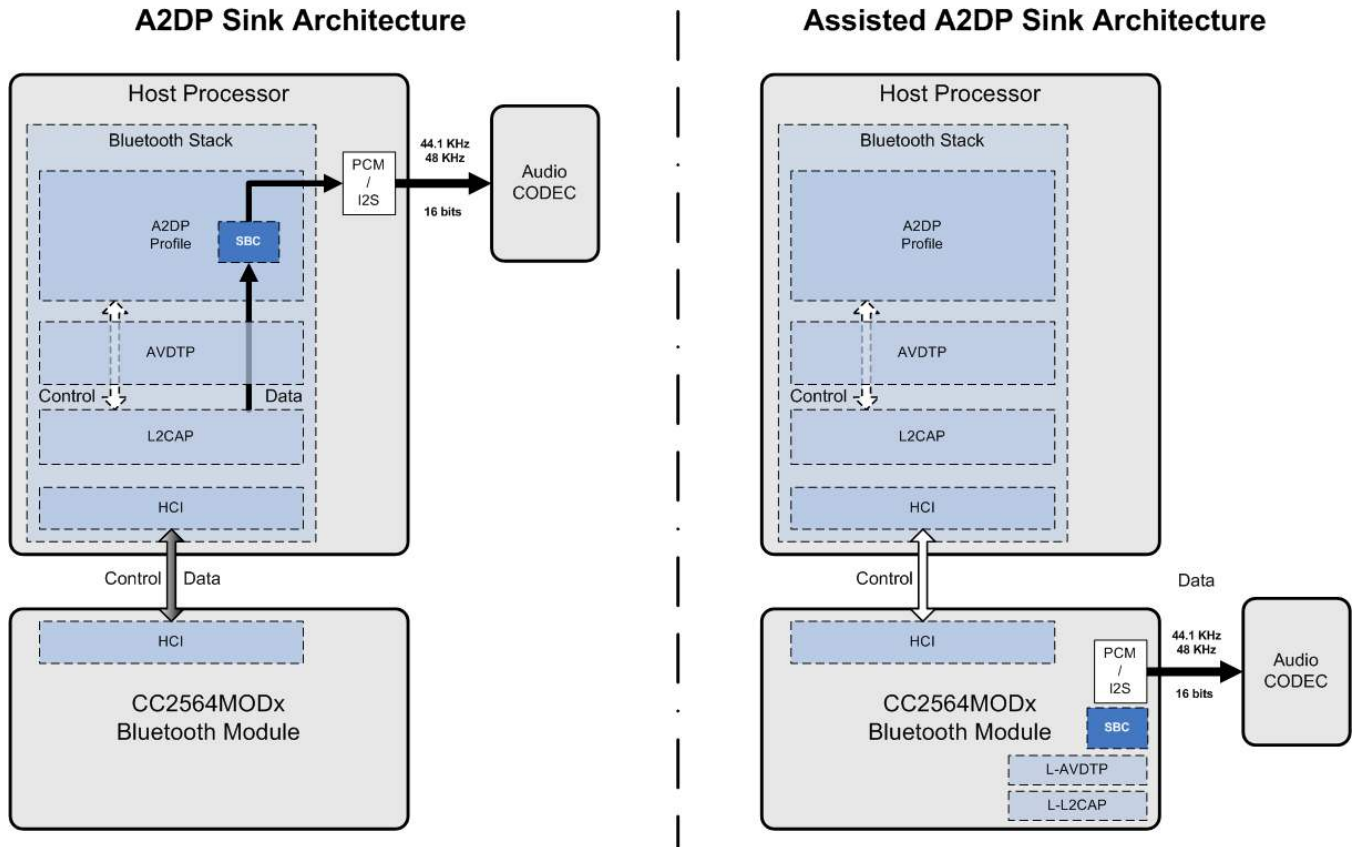 A2DP Sink Architecture
Host Processor
Bluetooth Stack
A2DP
Profile
SBC
PCM
/
I2S
44.1 KHz
48 KHz
16 bits
Audio
CODEC
AVDTP
Control
Data
L2CAP
HCI
Control
Data
HCI
CC2564MODx
Bluetooth Module
Assisted A2DP Sink Architecture
Host Processor
Bluetooth Stack
A2DP
Profile
AVDTP
Control
L2CAP
HCI
Control
Data
HCI
PCM
/
I2S
44.1 KHz
48 KHz
16 bits
Audio
CODEC
CC2564MODx
Bluetooth Module
SBC
L-AVDTP
L-L2CAP